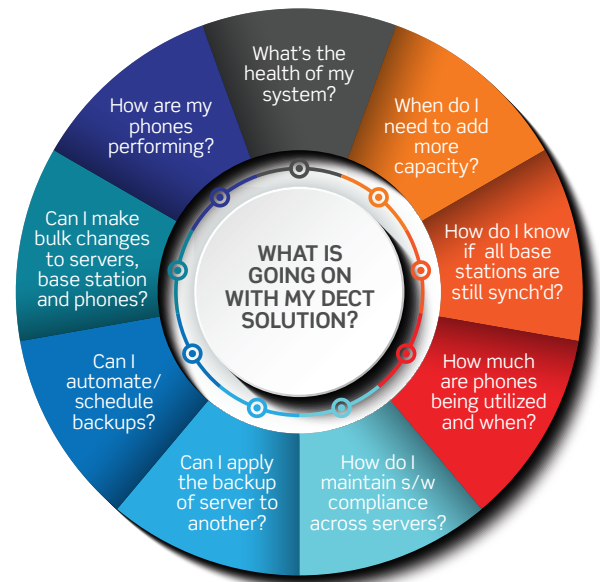 What's the
health of my
system?
When do I
need to add
more
capacity?
How do I know
if all base
stations are
still synch'd?
How much
are phones
being utilized
and when?
How do I
maintain s/w
compliance
across servers?
Can I apply
the backup
of server to
another?
Can I
automate/
schedule
backups?
Can I make
bulk changes
to servers,
base station
and phones?
How are my
phones
performing?
WHAT IS
GOING ON
WITH MY DECT
SOLUTION?